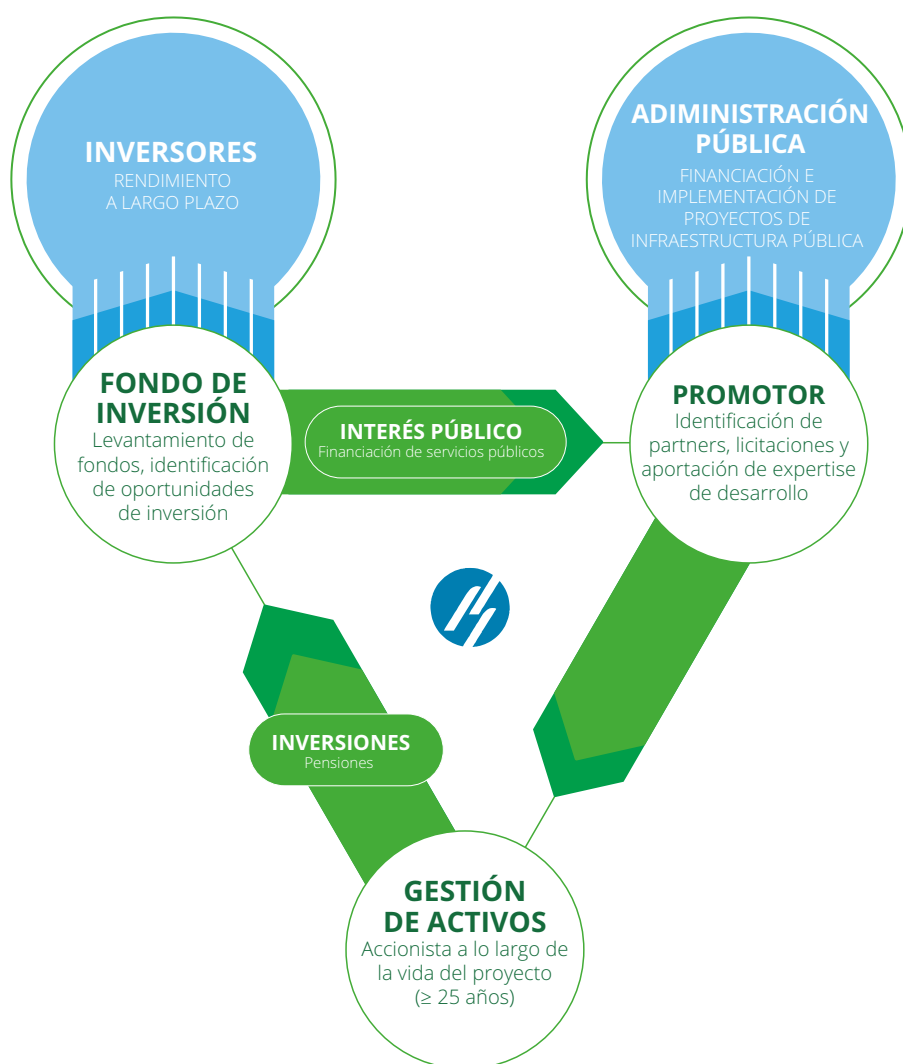 INVERSORES
RENDIMIENTO
A LARGO PLAZO
ADIMINISTRACIÓN
PÚBLICA
FINANCIACIÓN E
IMPLEMENTACIÓN DE
PROYECTOS DE
INFRAESTRUCTURA PÚBLICA
FONDO DE
INVERSIÓN
Levantamiento de
fondos, identificación
de oportunidades
de inversión
INTERÉS PÚBLICO
Financiación de servicios públicos
PROMOTOR
Identificación de
partners, licitaciones y
aportación de expertise
de desarrollo
INVERSIONES
Pensiones
GESTIÓN
DE ACTIVOS
Accionista a lo largo de
la vida del proyecto
(≥ 25 años)